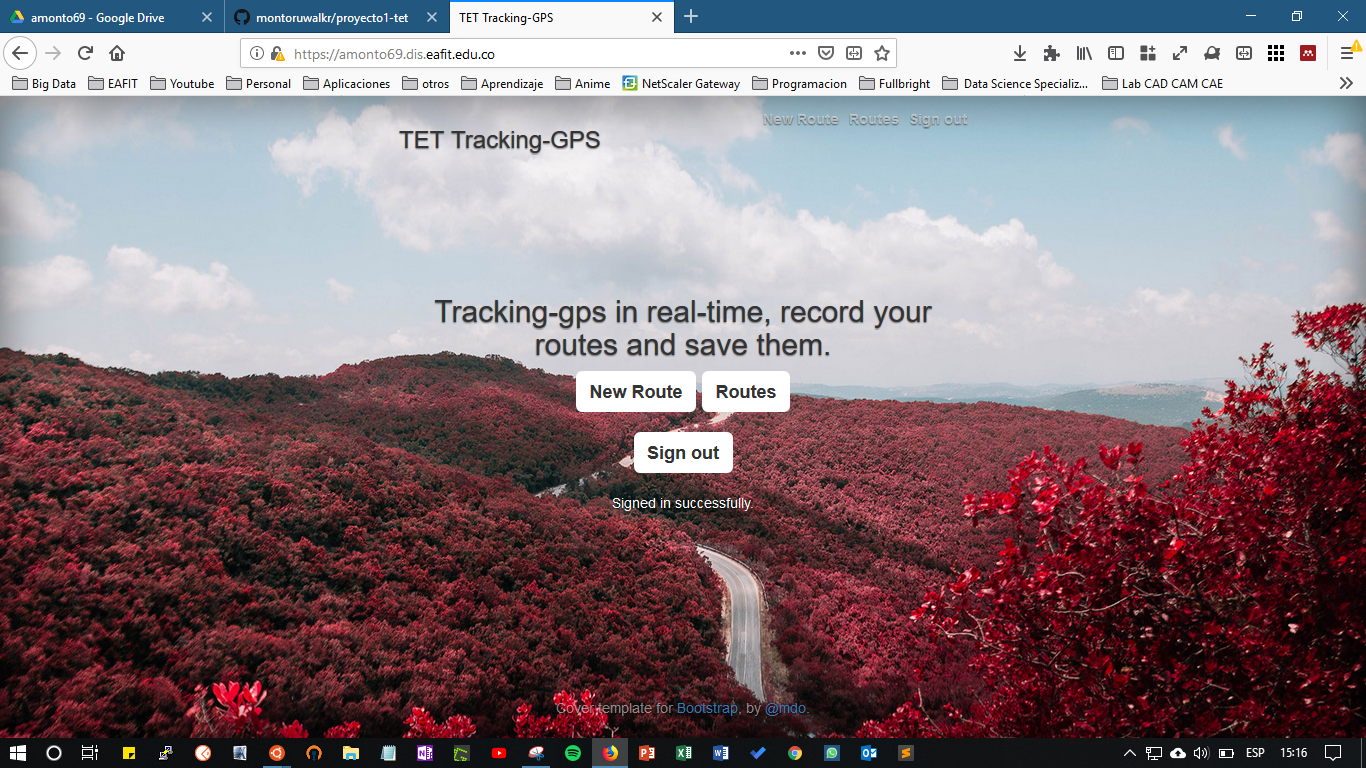 amonto69 - Google Drive
montoruwalkr/proyecto1-tet
TET Tracking-GPS
https://amonto69.dis.eafit.edu.co
Big Data
EAFIT
Youtube
Personal
Aplicaciones
otros
Aprendizaje
Anime
NetScaler Gateway
Programacion
Fullbright
Data Science Specializ...
Lab CAD CAM CAE
New Route Routes Sign out
TET Tracking-GPS
Tracking-gps in real-time, record your
routes and save them.
New Route
Routes
Sign out
Signed in successfully.
Cover template for Bootstrap, by @mdo.
ESP
15:16